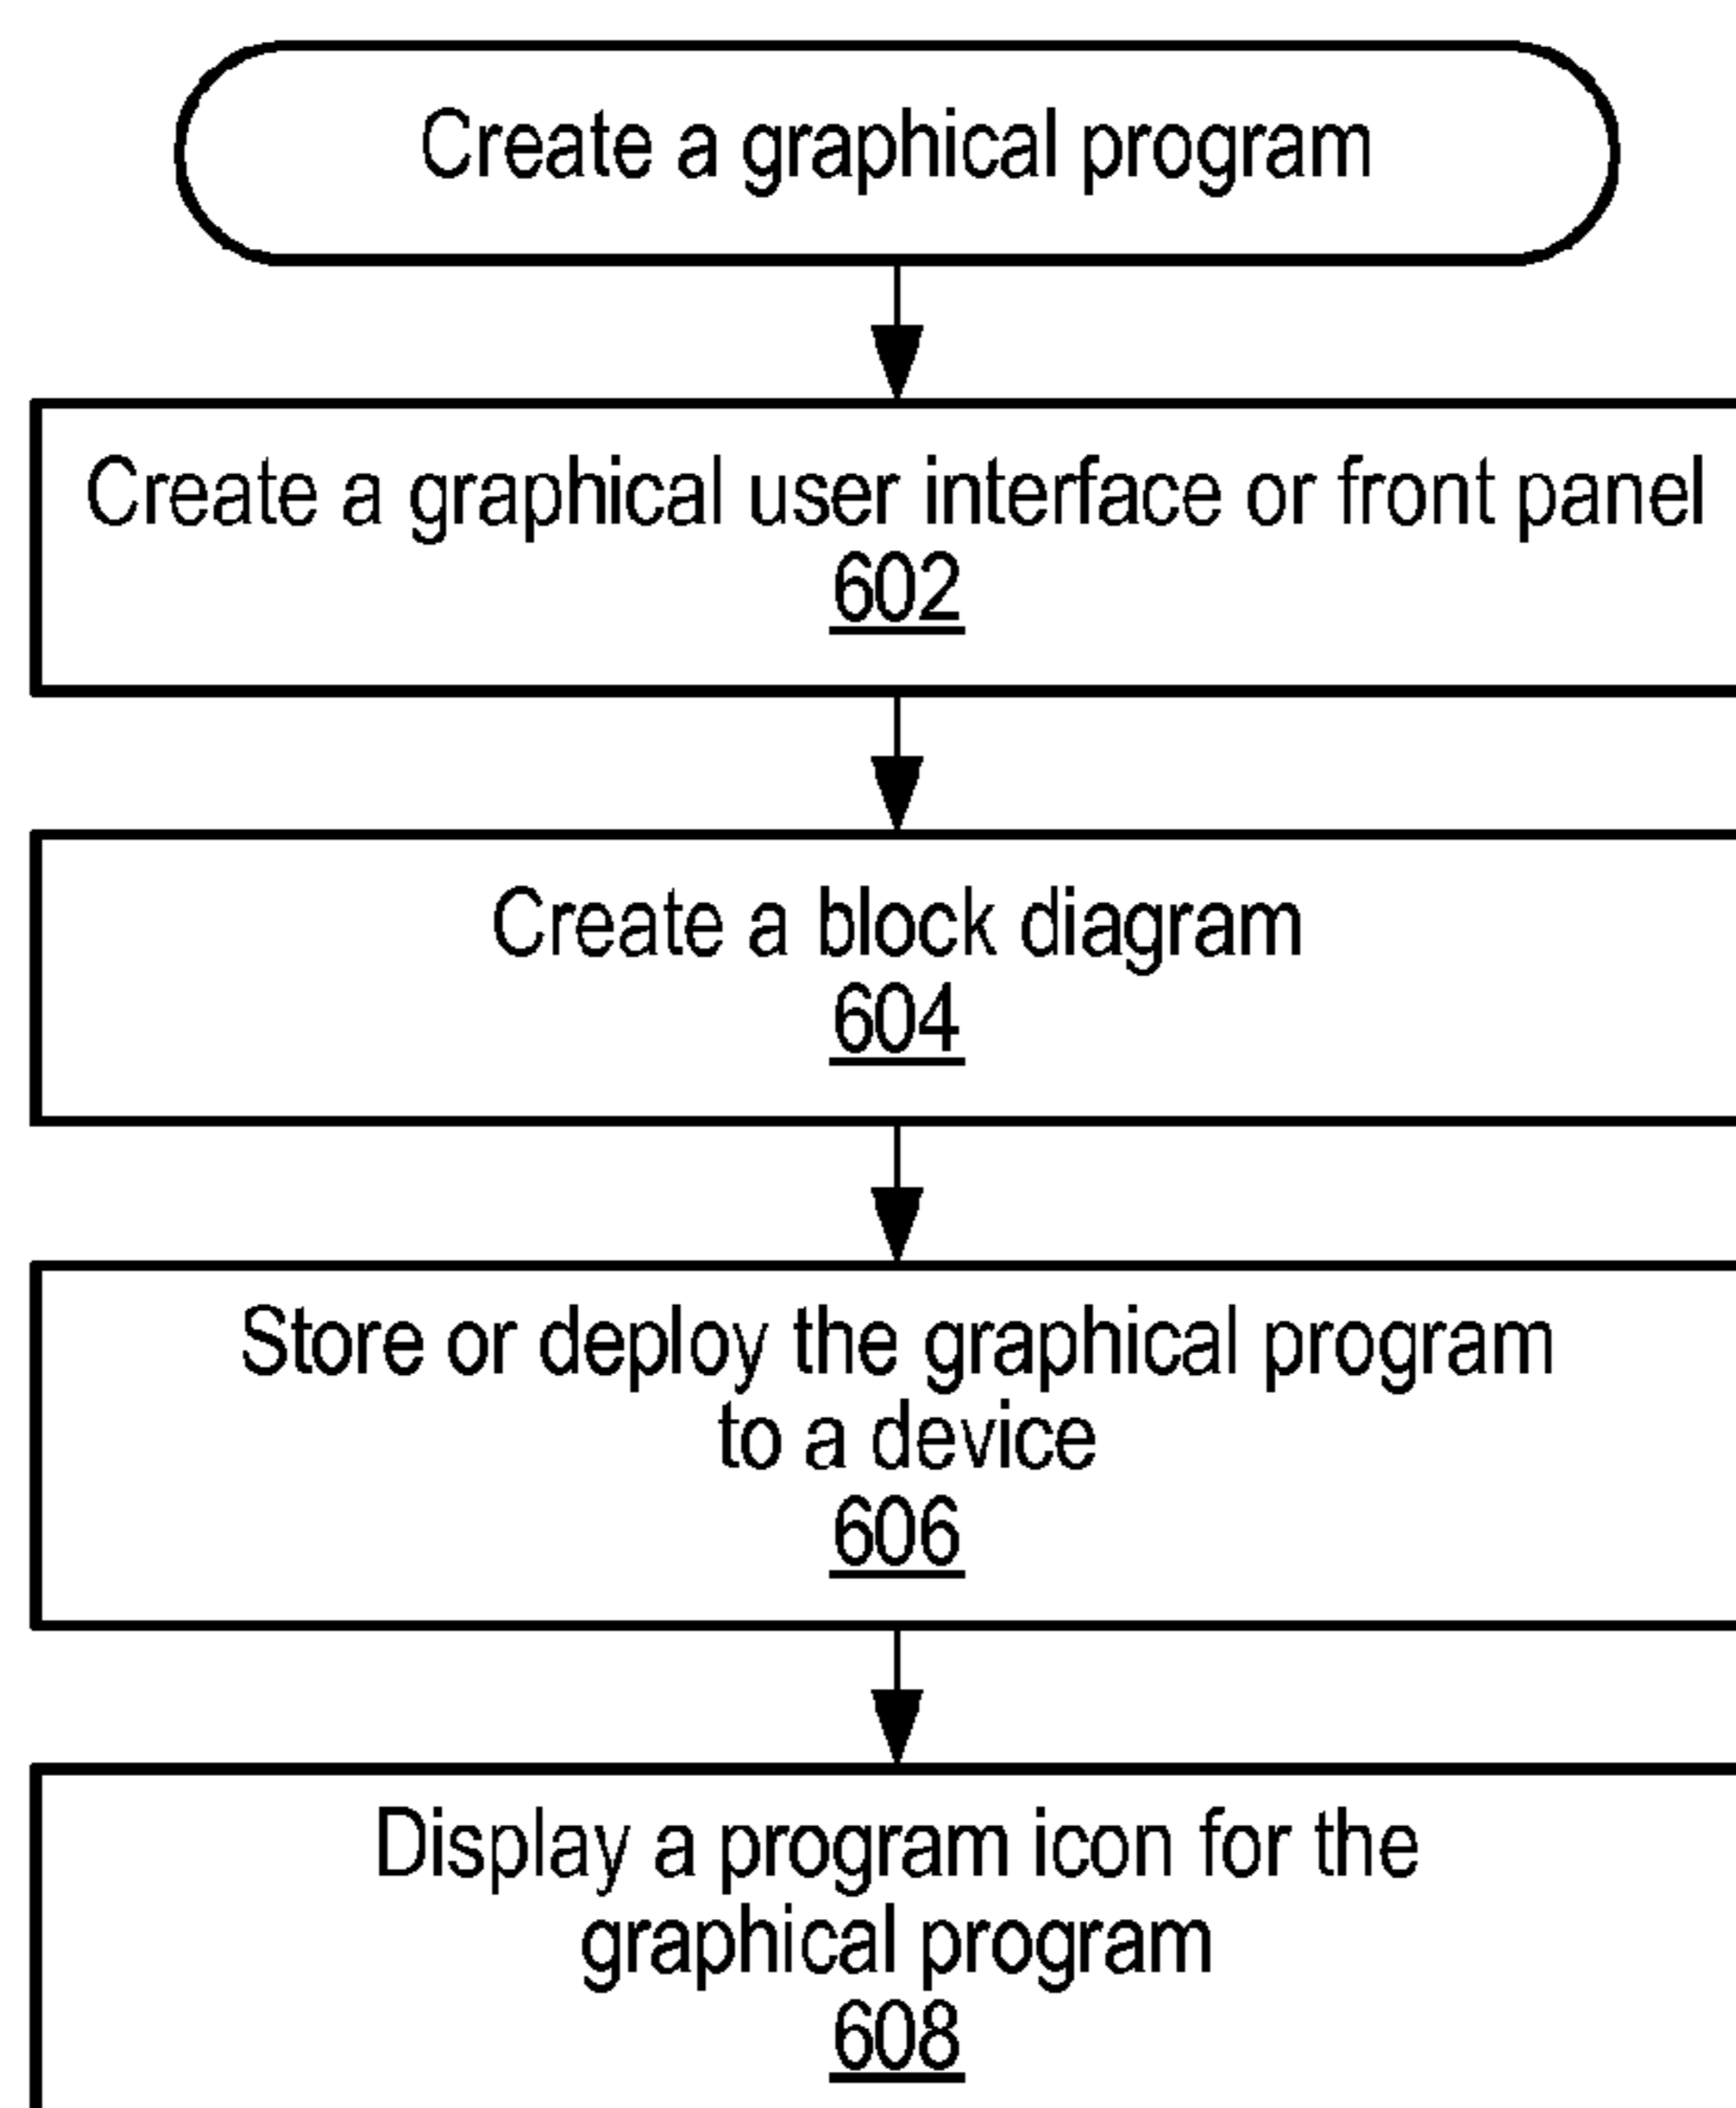 Create a graphical program
Create a graphical user interface or front panel
602
Create a block diagram
604
Store or deploy the graphical program
to a device
606
Display a program icon for the
graphical program
608